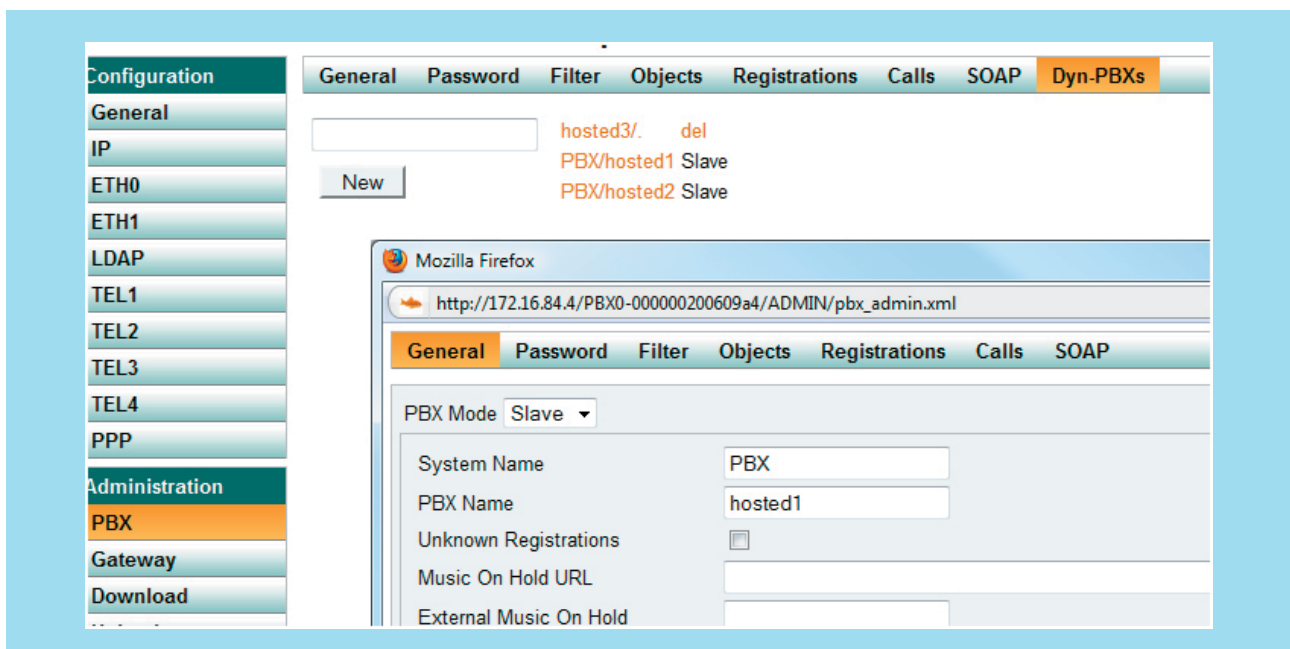 Configuration
General
IP
ETH0
ETH1
LDAP
TEL1
TEL2
TEL3
TEL4
PPP
Administration
PBX
Gateway
Download
General Password Filter Objects Registrations Calls SOAP Dyn-PBXs
hosted3/. del
PBX/hosted1 Slave
New
PBX/hosted2 Slave
Mozilla Firefox
http://172.16.84.4/PBX0-000000200609a4/ADMIN/pbx_admin.xml
General Password Filter Objects Registrations Calls SOAP
PBX Mode Slave
System Name PBX
PBX Name hosted1
Unknown Registrations
Music On Hold URL
External Music On Hold